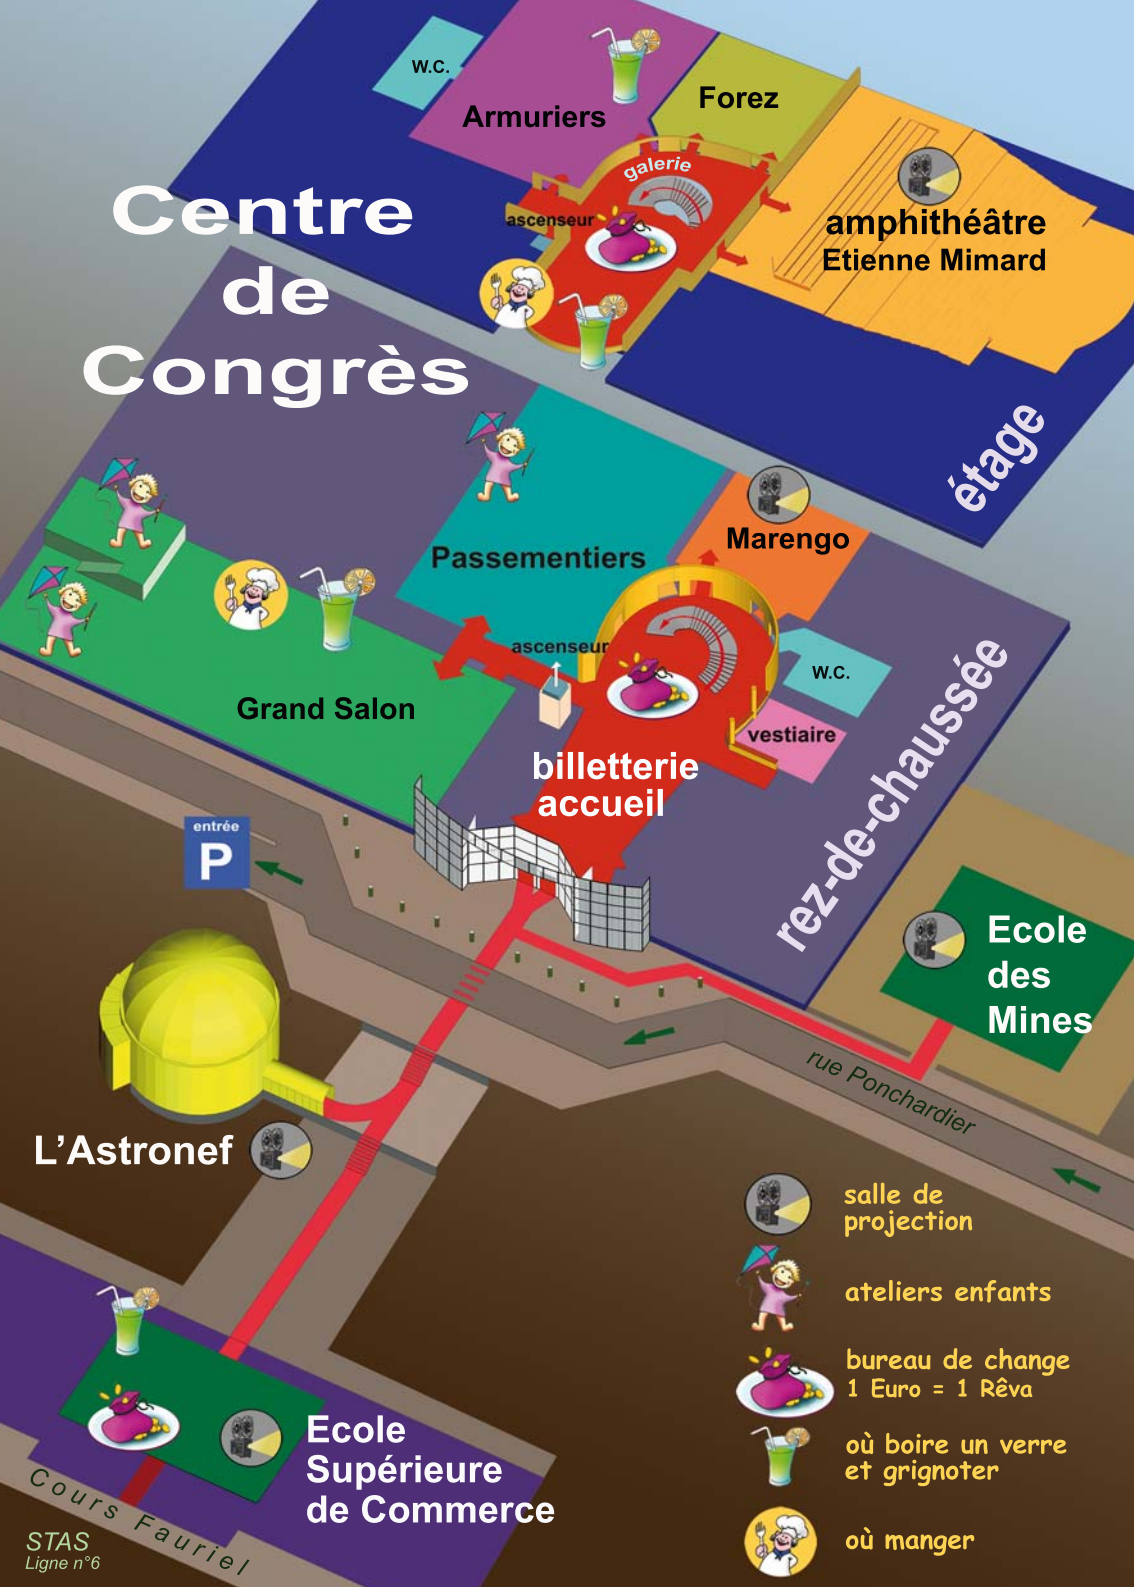 W.C.
Armuriers
Forez
galerie
ascenseur
amphithéâtre
Etienne Mimard
Centre
de
Congrès
étage
Passementiers
Marengo
ascenseur
W.C.
Grand Salon
vestiaire
billetterie
accueil
rez-de-chaussée
entrée
P
Ecole
des
Mines
rue Ponchardier
L'Astronef
salle de
projection
ateliers enfants
bureau de change
1 Euro = 1 Rêva
où boire un verre
et grignoter
où manger
Ecole
Supérieure
de Commerce
Cours Fauriel
STAS
Ligne n°6